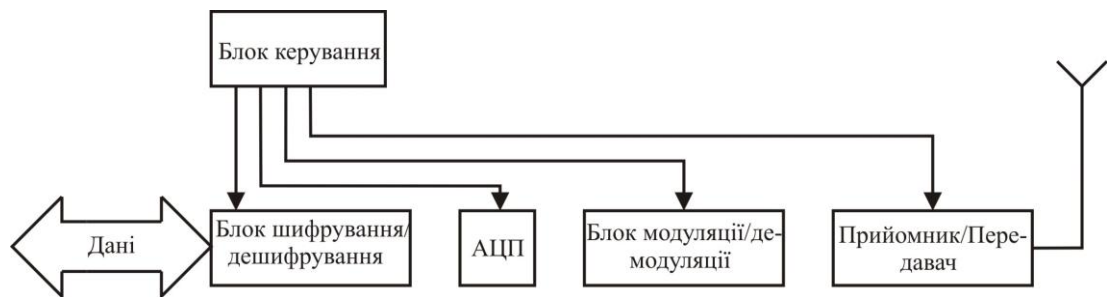 Блок керування
Дані
Блок шифрування/
дешифрування
АЦП
Блок модуляції/де-
модуляції
Прийомник/Пере-
давач